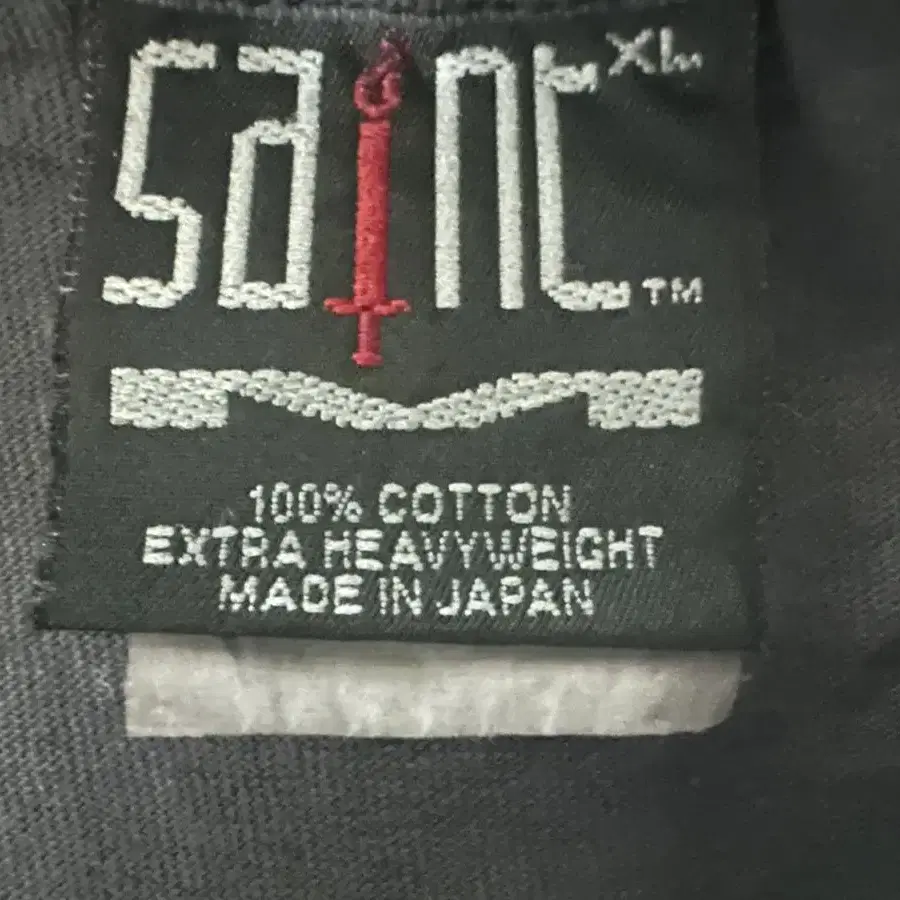 saint XL
TM
100% COTTON
EXTRA HEAVYWEIGHT
MADE IN JAPAN